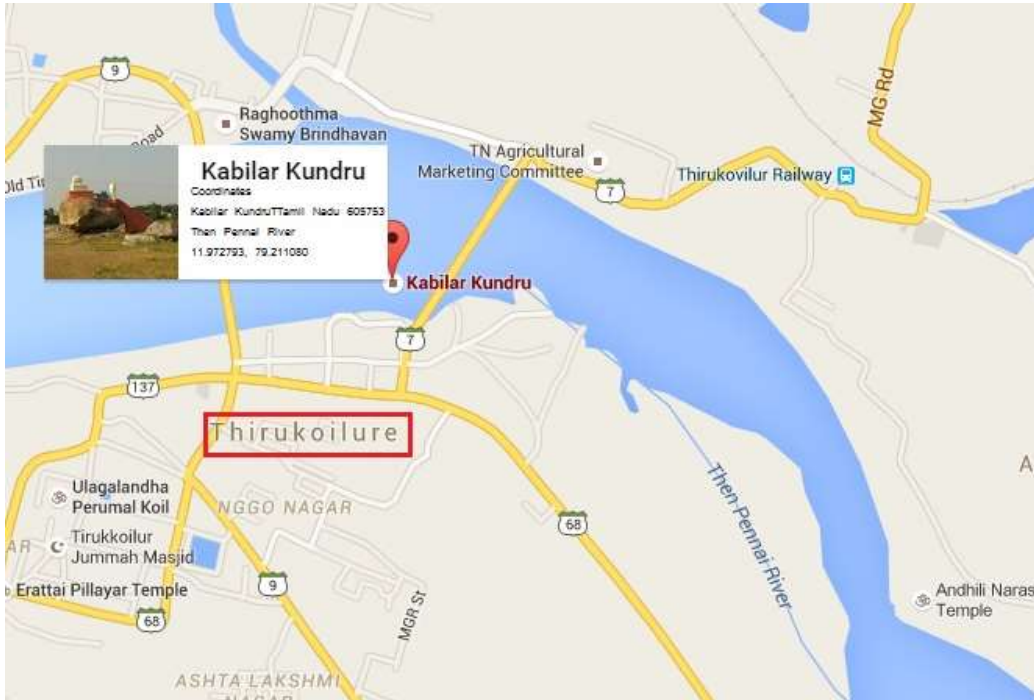 9
Raghoothma
Swamy Brindhavan
Road
MG Rd
TN Agricultural
Marketing Committee
7
Thirukovilur Railway
Kabilar Kundru
Coordinates
Kabilar KundruTTamil Nadu 605753
Then Pennai River
11.972793, 79.211080
Kabilar Kundru
7
137
Thirukoilure
Ulagalandha
Perumal Koil
NGGO NAGAR
Tirukkoilur
Jummah Masjid
68
Then Pennai River
Erattai Pillayar Temple
9
68
MGR St
Andhili Naras
Temple
ASHTA LAKSHMI
NAGAR